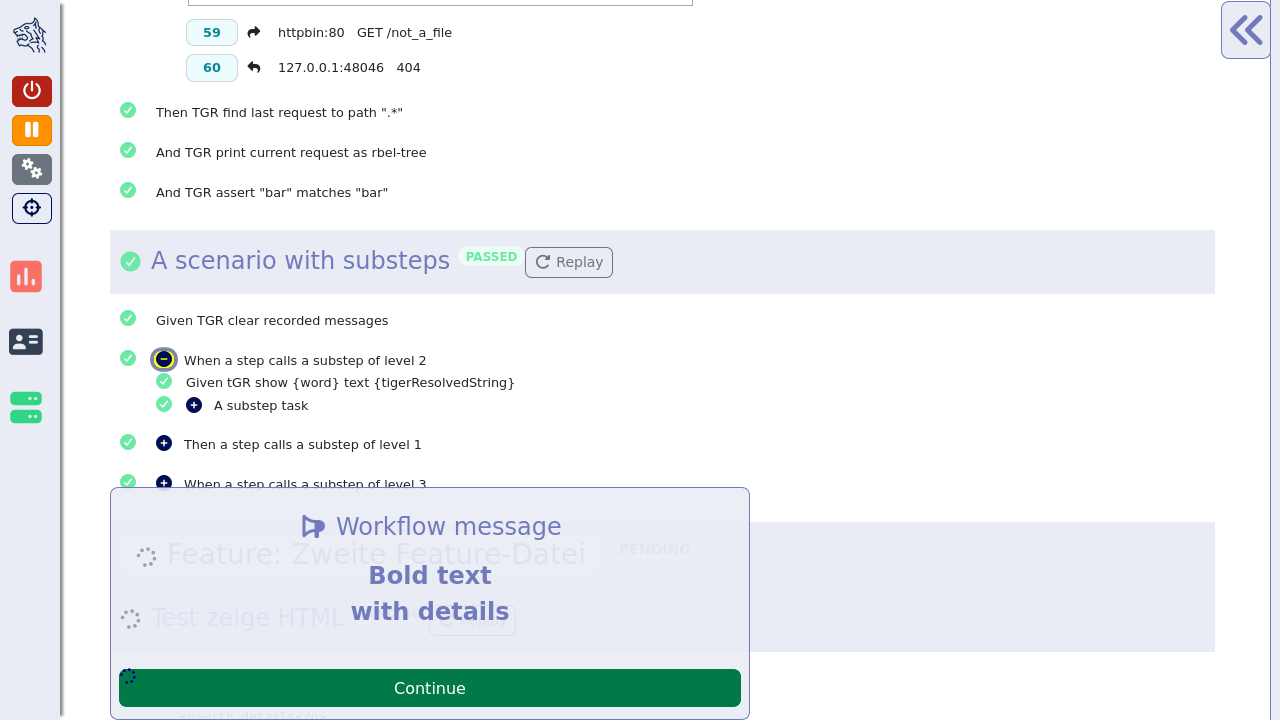 59 httpbin:80 GET /not_a_file
60 127.0.0.1:48046 404
Then TGR find last request to path ".*"
And TGR print current request as rbel-tree
And TGR assert "bar" matches "bar"
A scenario with substeps PASSED Replay
Given TGR clear recorded messages
When a step calls a substep of level 2
Given tGR show {word} text {tigerResolvedString}
A substep task
Then a step calls a substep of level 1
When a step calls a substep of level 3
Workflow message
Feature: Zweite Feature-Datei PENDING
Bold text
with details
Test zeige HTML
Continue
<p>with details</p>